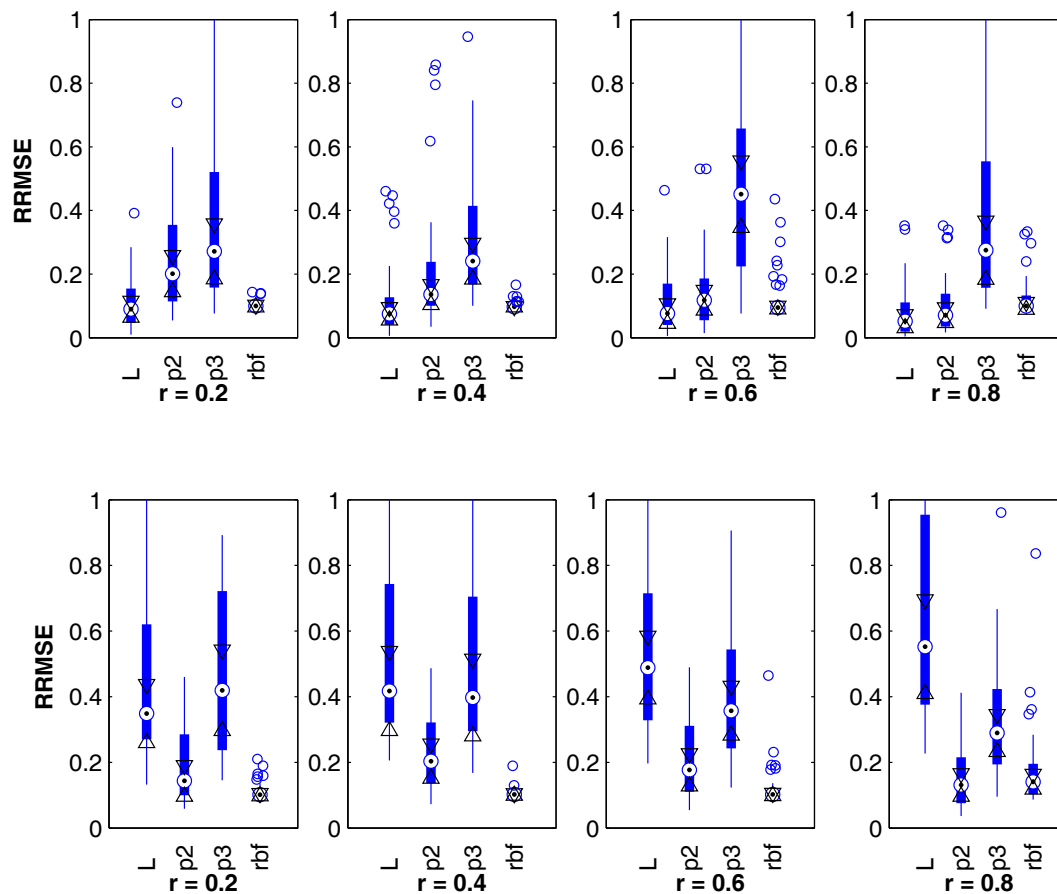 1 1 1 1
0.8 0.8 0.8 0.8
0.6 0.6 0.6 0.6
0.4 0.4 0.4 0.4
0.2 0.2 0.2 0.2
0 0 0 0
RRMSE
L p2 p3 rbf L p2 p3 rbf L p2 p3 rbf L p2 p3 rbf
r = 0.2 r = 0.4 r = 0.6 r = 0.8
1 1 1 1
0.8 0.8 0.8 0.8
0.6 0.6 0.6 0.6
0.4 0.4 0.4 0.4
0.2 0.2 0.2 0.2
0 0 0 0
RRMSE
L p2 p3 rbf L p2 p3 rbf L p2 p3 rbf L p2 p3 rbf
r = 0.2 r = 0.4 r = 0.6 r = 0.8